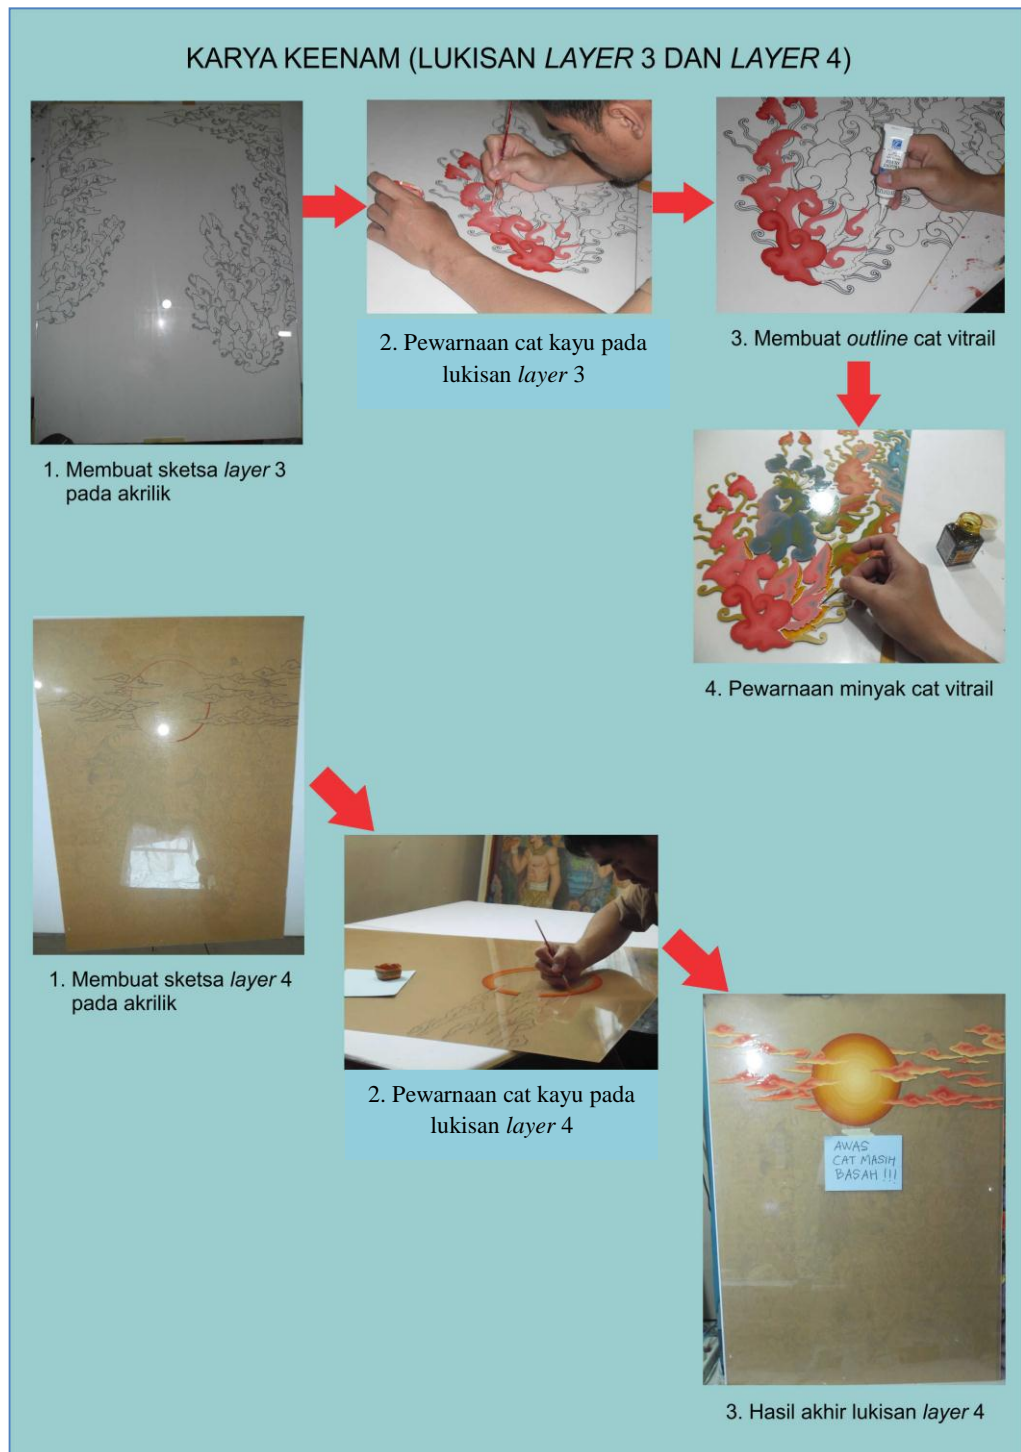 KARYA KEENAM (LUKISAN LAYER 3 DAN LAYER 4)
1. Membuat sketsa layer 3
pada akrilik
2. Pewarnaan cat kayu pada
lukisan layer 3
3. Membuat outline cat vitrail
4. Pewarnaan minyak cat vitrail
1. Membuat sketsa layer 4
pada akrilik
2. Pewarnaan cat kayu pada
lukisan layer 4
AWAS
CAT MASIH
BASAH !!!
3. Hasil akhir lukisan layer 4